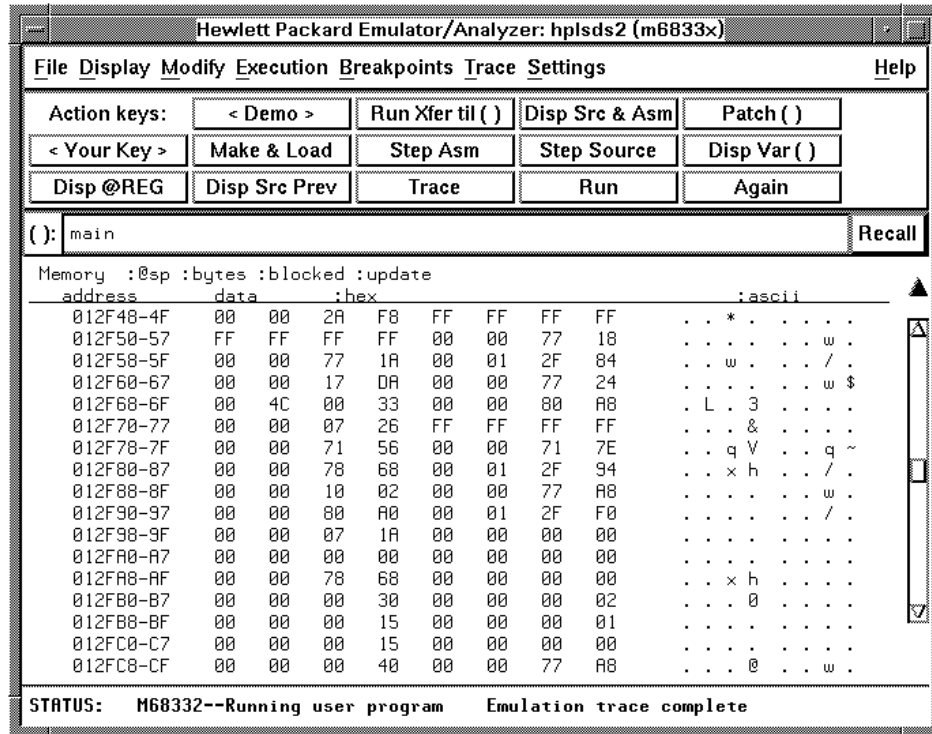 Hewlett Packard Emulator/Analyzer: hplsds2 (m6833x)
File Display Modify Execution Breakpoints Trace Settings Help
Action keys: < Demo > Run Xfer til ( ) Disp Src & Asm Patch ( )
< Your Key > Make & Load Step Asm Step Source Disp Var ( )
Disp @REG Disp Src Prev Trace Run Again
( ): main Recall
Memory :@sp :bytes :blocked :update
address data :hex :ascii
012F48-4F 00 00 2A F8 FF FF FF FF . . * . . . . .
012F50-57 FF FF FF FF 00 00 77 18 . . . . . . w .
012F58-5F 00 00 77 1A 00 01 2F 84 . . w . . . / .
012F60-67 00 00 17 DA 00 00 77 24 . . . . . . w $
012F68-6F 00 4C 00 33 00 00 80 A8 . L . 3 . . . .
012F70-77 00 00 07 26 FF FF FF FF . . . & . . . .
012F78-7F 00 00 71 56 00 00 71 7E . . q V . . q ~
012F80-87 00 00 78 68 00 01 2F 94 . . x h . . / .
012F88-8F 00 00 10 02 00 00 77 A8 . . . . . . w .
012F90-97 00 00 80 A0 00 01 2F F0 . . . . . . / .
012F98-9F 00 00 07 1A 00 00 00 00 . . . . . . . .
012FA0-A7 00 00 00 00 00 00 00 00 . . . . . . . .
012FA8-AF 00 00 78 68 00 00 00 00 . . x h . . . .
012FB0-B7 00 00 00 30 00 00 00 02 . . . 0 . . . .
012FB8-BF 00 00 00 15 00 00 00 01 . . . . . . . .
012FC0-C7 00 00 00 15 00 00 00 00 . . . . . . . .
012FC8-CF 00 00 00 40 00 00 77 A8 . . . @ . . w .
STATUS: M68332--Running user program Emulation trace complete